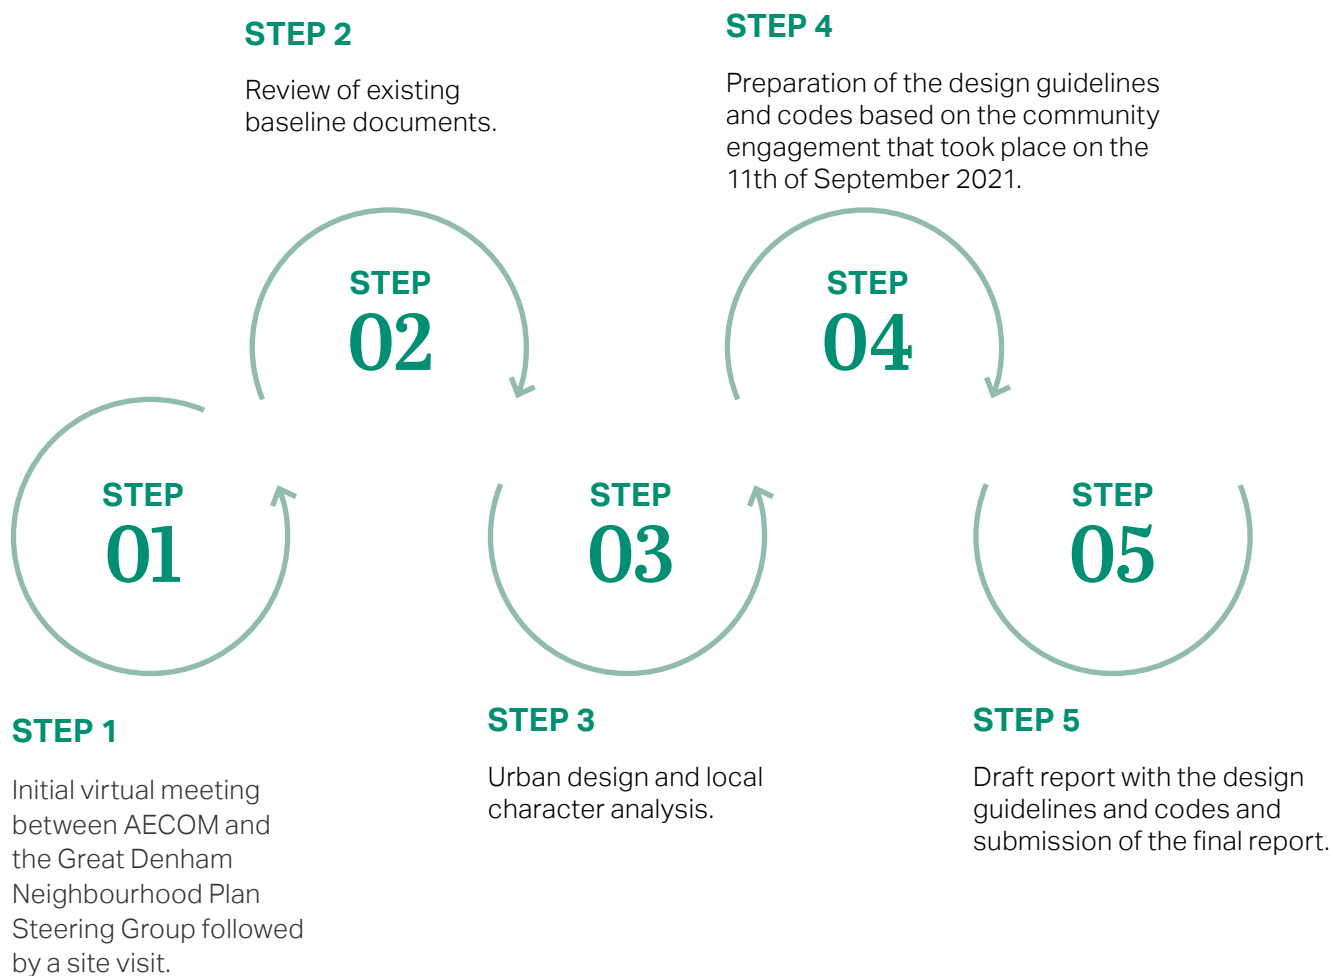 STEP 2
Review of existing
baseline documents.
STEP 4
Preparation of the design guidelines
and codes based on the community
engagement that took place on the
11th of September 2021.
STEP
02
STEP
04
STEP
01
STEP
03
STEP
05
STEP 1
Initial virtual meeting
between AECOM and
the Great Denham
Neighbourhood Plan
Steering Group followed
by a site visit.
STEP 3
Urban design and local
character analysis.
STEP 5
Draft report with the design
guidelines and codes and
submission of the final report.